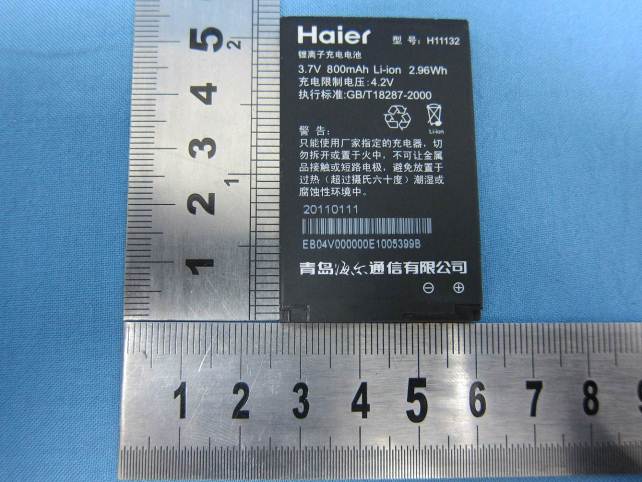 Haier 型 号: H11132
锂离子充电电池
3.7V 800mAh Li-ion 2.96Wh
充电限制电压:4.2V
执行标准:GB/T18287-2000
Li-ion
警 告:
只能使用厂家指定的充电器, 切
勿拆开或置于火中, 不可让金属
品接触或短路电极, 避免放置于
过热 (超过摄氏六十度) 潮湿或
腐蚀性环境中.
20110111
EB04V000000E1005399B
青岛海尔通信有限公司
⊖ ⊕
5
2
4
3
1
2
1
1 2 3 4 5 6 7 8 9